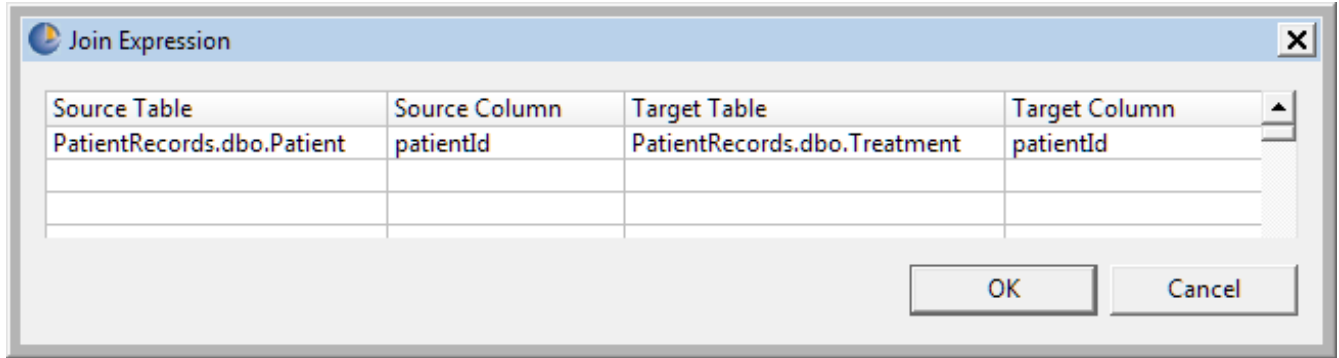 Join Expression
Source Table Source Column Target Table Target Column
PatientRecords.dbo.Patient patientId PatientRecords.dbo.Treatment patientId
OK Cancel